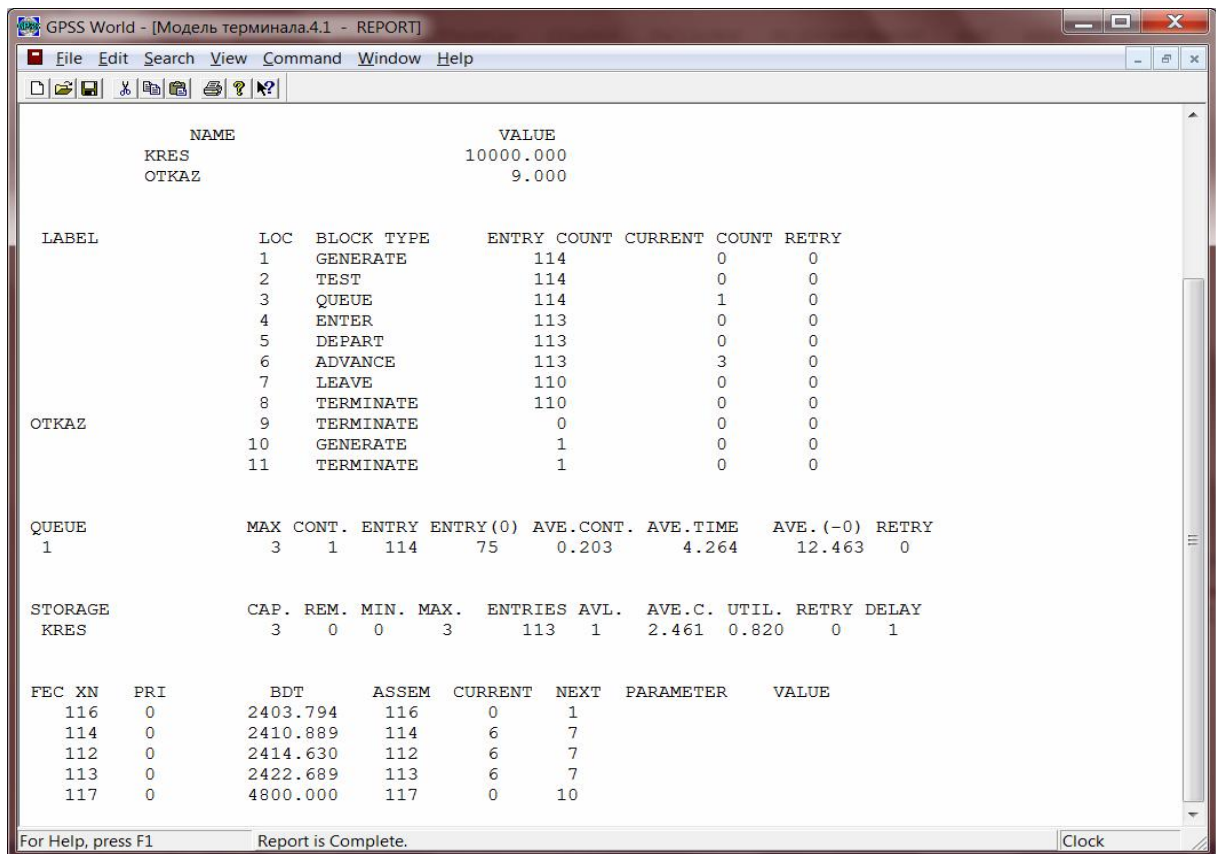 GPSS World - [Модель терминала.4.1 - REPORT]
File Edit Search View Command Window Help
NAME VALUE
KRES 10000.000
OTKAZ 9.000
LABEL LOC BLOCK TYPE ENTRY COUNT CURRENT COUNT RETRY
1 GENERATE 114 0 0
2 TEST 114 0 0
3 QUEUE 114 1 0
4 ENTER 113 0 0
5 DEPART 113 0 0
6 ADVANCE 113 3 0
7 LEAVE 110 0 0
8 TERMINATE 110 0 0
OTKAZ 9 TERMINATE 0 0 0
10 GENERATE 1 0 0
11 TERMINATE 1 0 0
QUEUE MAX CONT. ENTRY ENTRY(0) AVE.CONT. AVE.TIME AVE.(-0) RETRY
1 3 1 114 75 0.203 4.264 12.463 0
STORAGE CAP. REM. MIN. MAX. ENTRIES AVL. AVE.C. UTIL. RETRY DELAY
KRES 3 0 0 3 113 1 2.461 0.820 0 1
FEC XN PRI BDT ASSEM CURRENT NEXT PARAMETER VALUE
116 0 2403.794 116 0 1
114 0 2410.889 114 6 7
112 0 2414.630 112 6 7
113 0 2422.689 113 6 7
117 0 4800.000 117 0 10
For Help, press F1 Report is Complete. Clock